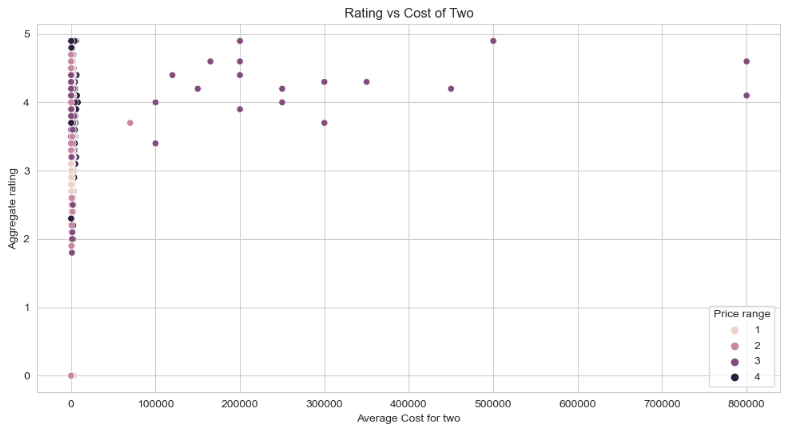 Rating vs Cost of Two
5
4
3
2
1
0
Aggregate rating
Price range
1
2
3
4
0 100000 200000 300000 400000 500000 600000 700000 800000
Average Cost for two